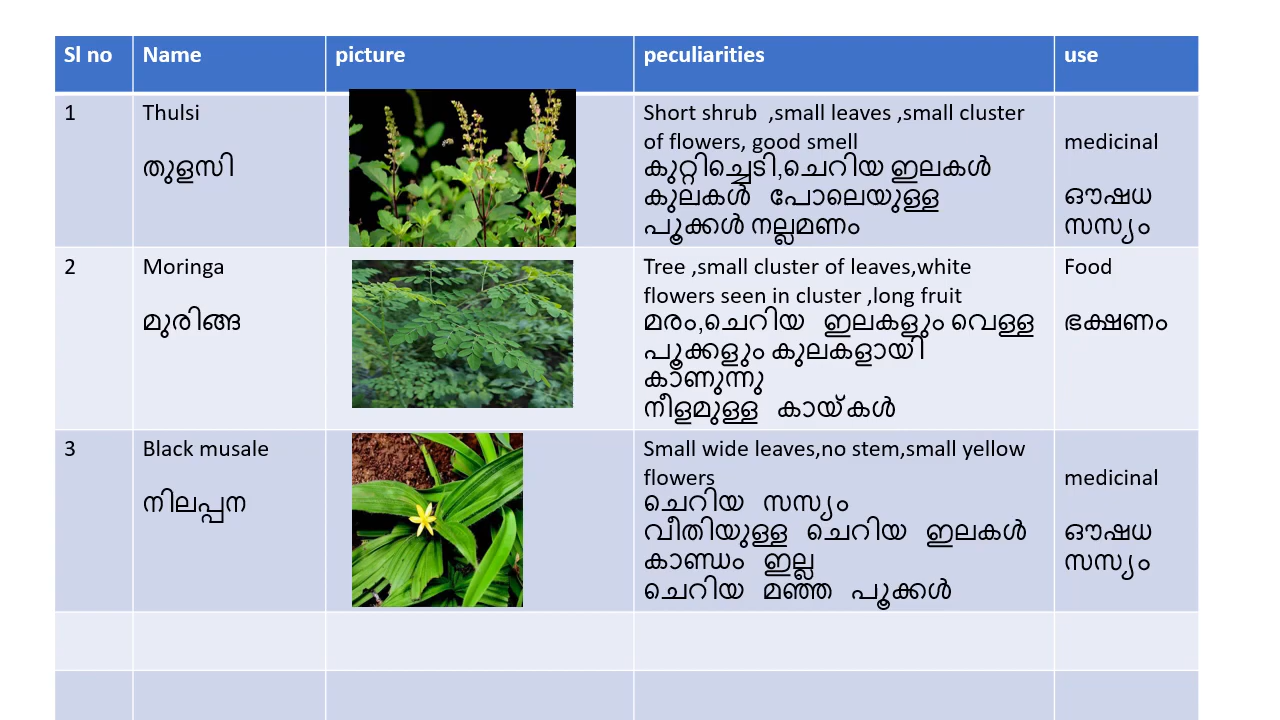 Sl no Name picture peculiarities use
1 Thulsi
തുളസി
Short shrub ,small leaves ,small cluster
of flowers, good smell
കുറ്റിച്ചെടി,ചെറിയ ഇലകൾ
കുലകൾ പോലെയുള്ള
പൂക്കൾ നല്ലമണം
medicinal
ഔഷധ
സസ്യം
2 Moringa
മുരിങ്ങ
Tree ,small cluster of leaves,white
flowers seen in cluster ,long fruit
മരം,ചെറിയ ഇലകളും വെള്ള
പൂക്കളും കുലകളായി
കാണുന്നു
നീളമുള്ള കായ്കൾ
Food
ഭക്ഷണം
3 Black musale
നിലപ്പന
Small wide leaves,no stem,small yellow
flowers
ചെറിയ സസ്യം
വീതിയുള്ള ചെറിയ ഇലകൾ
കാണ്ഡം ഇല്ല
ചെറിയ മഞ്ഞ പൂക്കൾ
medicinal
ഔഷധ
സസ്യം